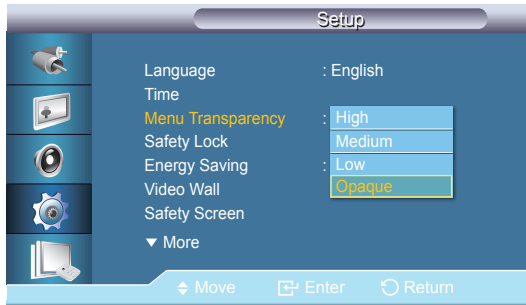 Setup
Language : English
Time
Menu Transparency : High
Safety Lock Medium
Energy Saving : Low
Video Wall Opaque
Safety Screen
▼ More
Move Enter Return